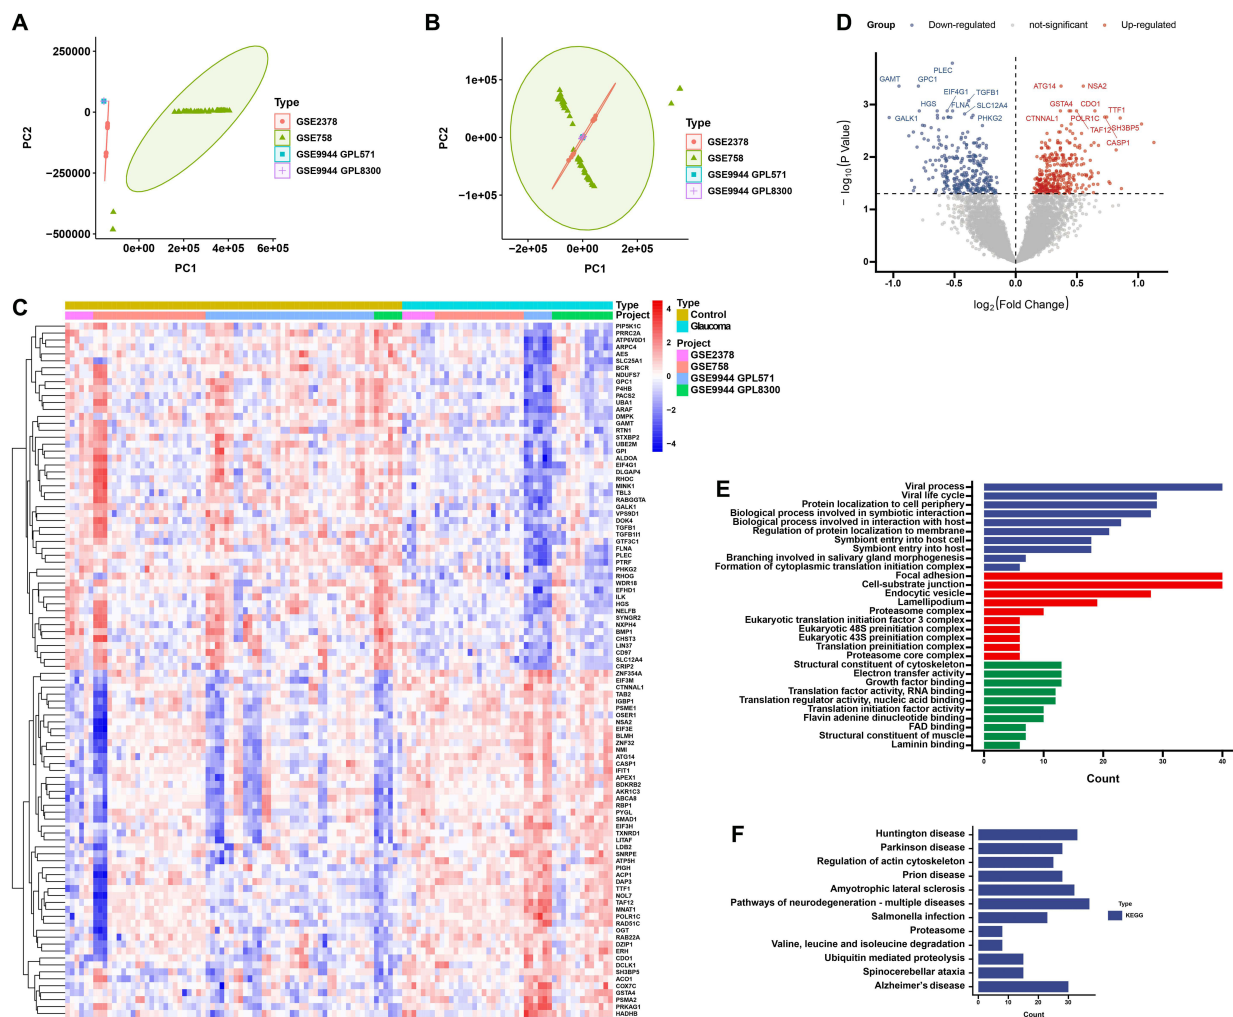 A
250000
0
−250000
−500000
PC2
0e+00
2e+05
4e+05
6e+05
PC1
Type
GSE2378
GSE758
GSE9944 GPL571
GSE9944 GPL8300
B
1e+05
0e+00
−1e+05
PC2
−2e+05
0e+00
2e+05
PC1
Type
GSE2378
GSE758
GSE9944 GPL571
GSE9944 GPL8300
D
Group
Down-regulated
not-significant
Up-regulated
PLEC
GAMT
GPC1
EIF4G1
TGFB1
HGS
FLNA
SLC12A4
GALK1
PHKG2
ATG14
NSA2
GSTA4
CDO1
TTF1
CTNNAL1
POLR1C
SH3BP5
TAF12
CASP1
3
2
1
0
− log10(P Value)
−1.0
−0.5
0.0
0.5
1.0
log2(Fold Change)
C
Type
Project
4
2
0
−2
−4
Type
Control
Glaucoma
Project
GSE2378
GSE758
GSE9944 GPL571
GSE9944 GPL8300
PIP5K1C
PRRC2A
ATP6V0D1
ARPC4
AES
SLC25A1
BCR
NDUFS7
GPC1
P4HB
PACS2
UBA1
ARAF
DMPK
GAMT
RTN1
STXBP2
UBE2M
GPI
ALDOA
EIF4G1
DLGAP4
RHOC
MINK1
TBL3
RABGGTA
GALK1
VPS9D1
DOK4
TGFB1
TGFB1I1
GTF3C1
FLNA
PLEC
PTRF
PHKG2
RHOG
WDR18
EFHD1
ILK
HGS
NELFB
SYNGR2
NXPH4
BMP1
CHST3
LIN37
CD97
SLC12A4
CRIP2
ZNF354A
EIF3M
CTNNAL1
TAB2
IGBP1
PSME1
OSER1
NSA2
EIF3E
BLMH
ZNF32
NMI
ATG14
CASP1
IFIT1
APEX1
BDKRB2
AKR1C3
ABCA8
RBP1
PYGL
SMAD1
EIF3H
TXNRD1
LITAF
LDB2
SNRPE
ATP5H
PIGH
ACP1
DAP3
TTF1
NOL7
TAF12
MNAT1
POLR1C
RAD51C
OGT
RAB22A
DZIP1
ERH
CDO1
DCLK1
SH3BP5
ACO1
COX7C
GSTA4
PSMA2
PRKAG1
HADHB
E
Viral process
Viral life cycle
Protein localization to cell periphery
Biological process involved in symbiotic interaction
Biological process involved in interaction with host
Regulation of protein localization to membrane
Symbiont entry into host cell
Symbiont entry into host
Branching involved in salivary gland morphogenesis
Formation of cytoplasmic translation initiation complex
Focal adhesion
Cell-substrate junction
Endocytic vesicle
Lamellipodium
Proteasome complex
Eukaryotic translation initiation factor 3 complex
Eukaryotic 48S preinitiation complex
Eukaryotic 43S preinitiation complex
Translation preinitiation complex
Proteasome core complex
Structural constituent of cytoskeleton
Electron transfer activity
Growth factor binding
Translation factor activity, RNA binding
Translation regulator activity, nucleic acid binding
Translation initiation factor activity
Flavin adenine dinucleotide binding
FAD binding
Structural constituent of muscle
Laminin binding
0
10
20
30
40
Count
F
Huntington disease
Parkinson disease
Regulation of actin cytoskeleton
Prion disease
Amyotrophic lateral sclerosis
Pathways of neurodegeneration - multiple diseases
Salmonella infection
Proteasome
Valine, leucine and isoleucine degradation
Ubiquitin mediated proteolysis
Spinocerebellar ataxia
Alzheimer's disease
0
10
20
30
Count
Type
KEGG